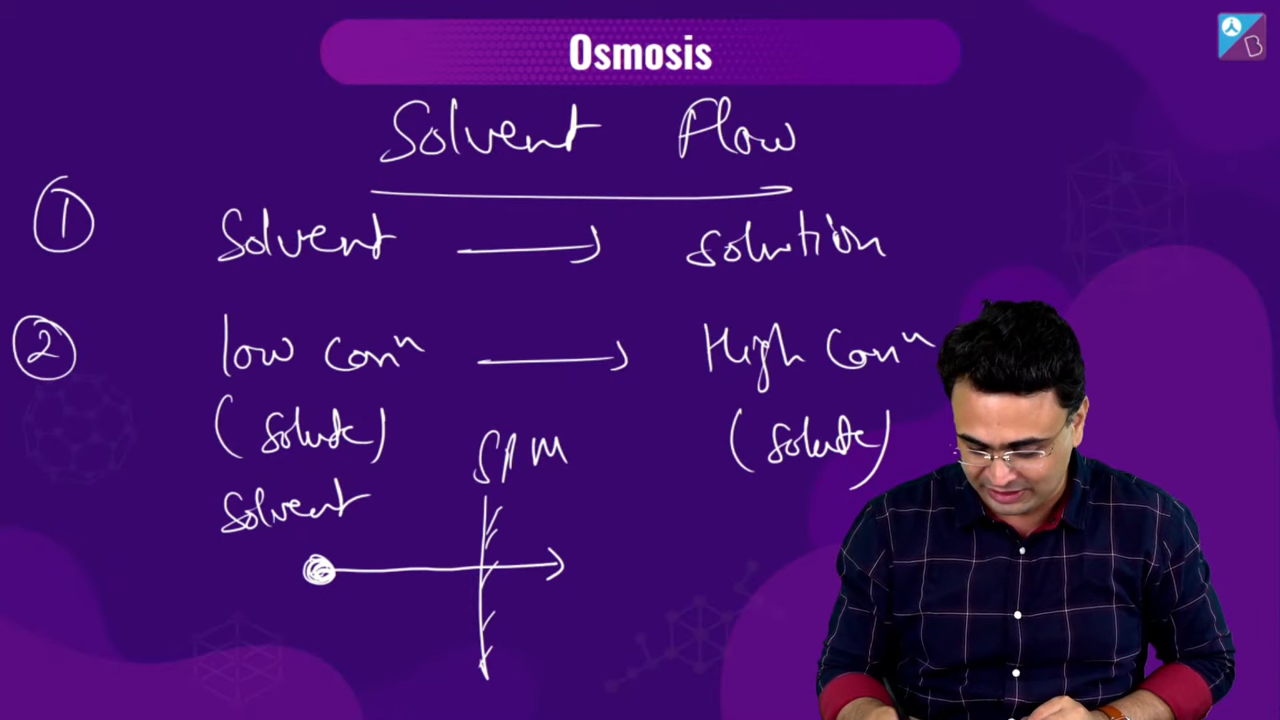 Osmosis
Solvent Flow
① Solvent → solution
② low conⁿ → High Conⁿ
(solute) (solute)
SPM
solvent